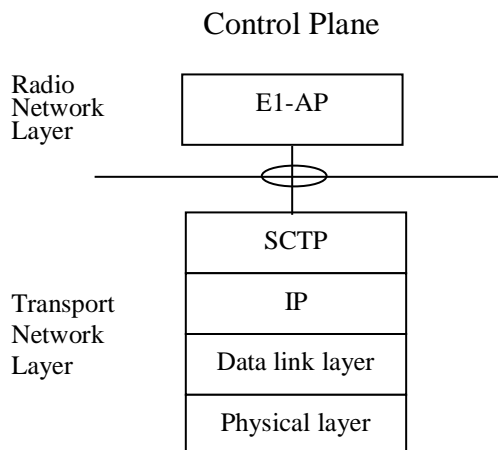 Control Plane
Radio
Network
Layer
E1-AP
SCTP
Transport
Network
Layer
IP
Data link layer
Physical layer